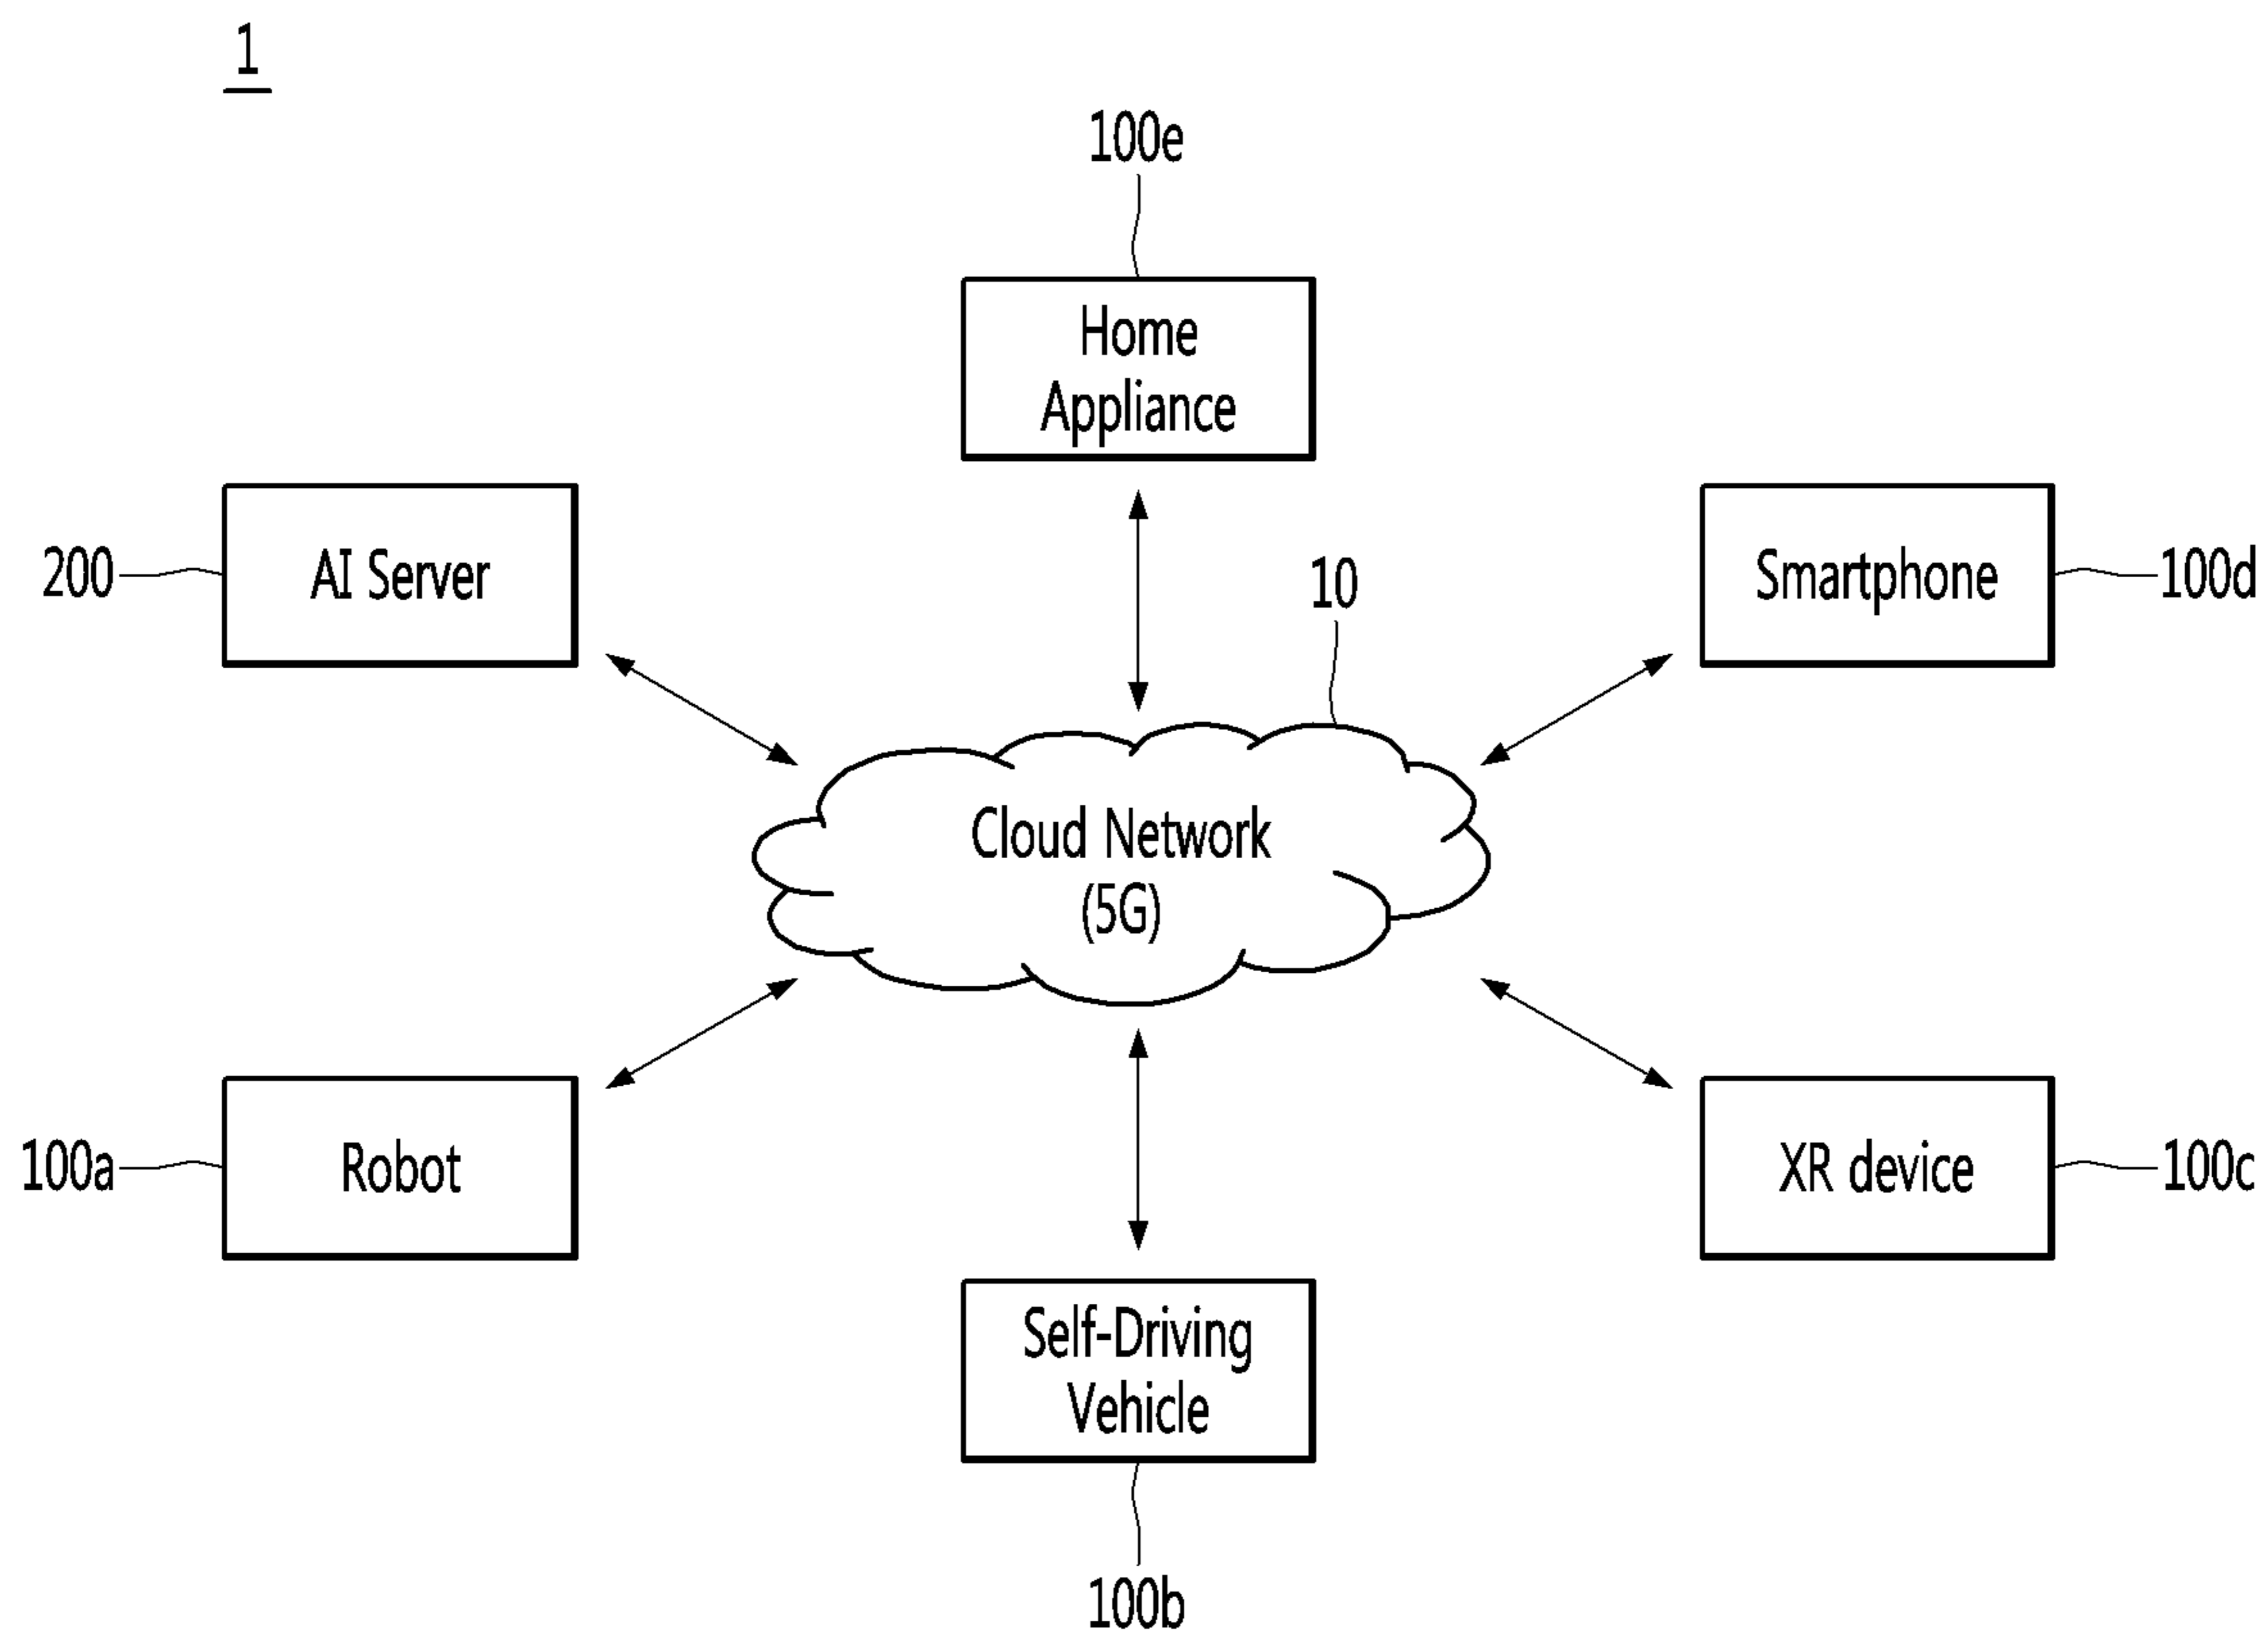 1
100e
Home
Appliance
200
AI Server
10
Smartphone
100d
Cloud Network
(5G)
100a
Robot
XR device
100c
Self-Driving
Vehicle
100b